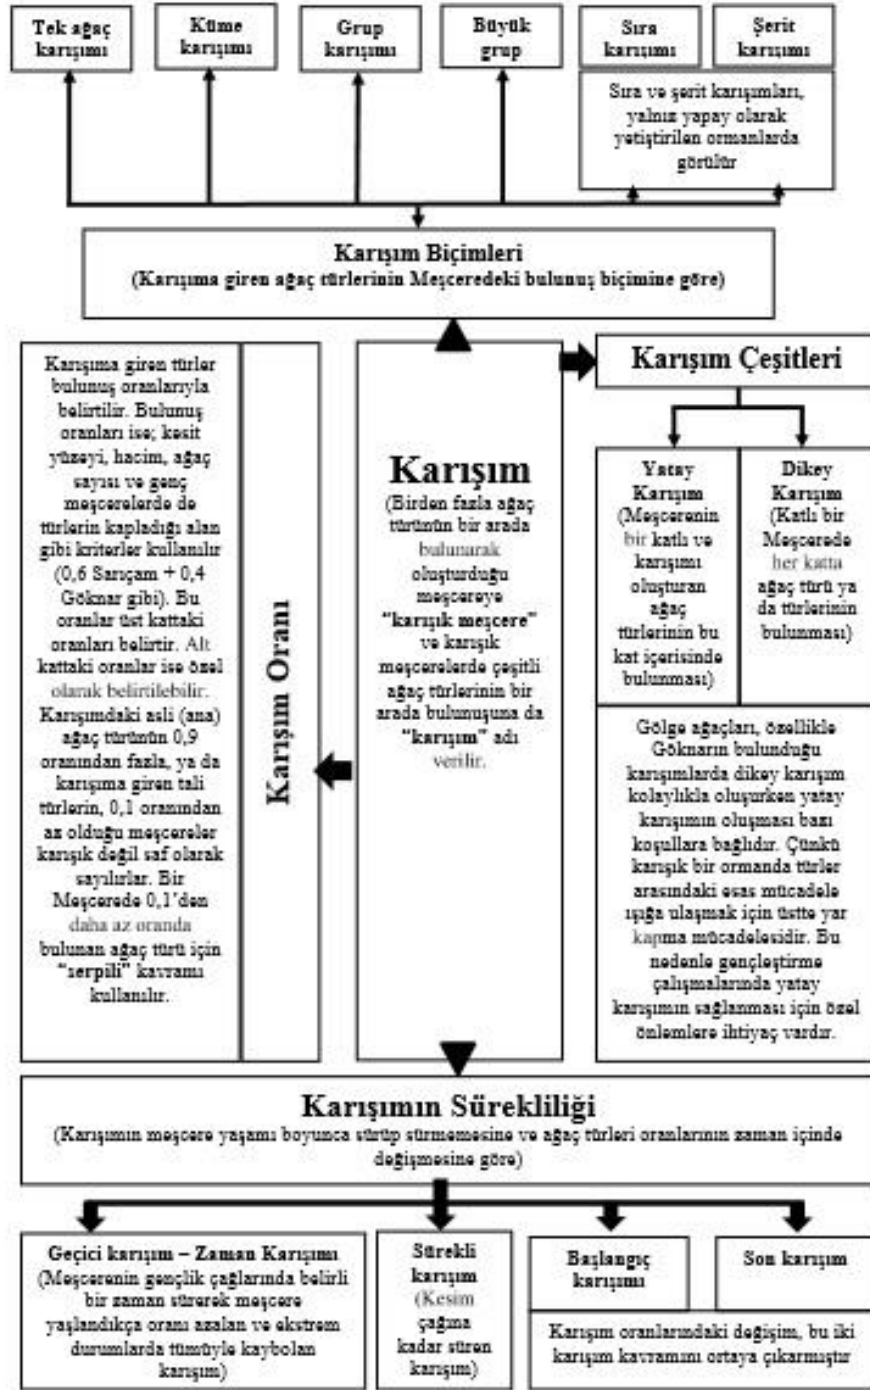 Tek ağaç
karışımı
Küme
karışımı
Grup
karışımı
Büyük
grup
Sıra
karışımı
Şerit
karışımı
Sıra ve şerit karışımları,
yalnız yapay olarak
yetiştirilen ormanlarda
görülür
Karışım Biçimleri
(Karışıma giren ağaç türlerinin Meşceredeki bulunuş biçimine göre)
Karışıma giren türler
bulunuş oranlarıyla
belirtilir. Bulunuş
oranları ise; kesit
yüzeyi, hacim, ağaç
sayısı ve genç
meşcerelerde de
türlerin kapladığı alan
gibi kriterler kullanılır
(0,6 Sarıçam + 0,4
Göknar gibi). Bu
oranlar üst kattaki
oranları belirtir. Alt
kattaki oranlar ise özel
olarak belirtilebilir.
Karışımdaki asli (ana)
ağaç türünün 0,9
oranından fazla, ya da
karışıma giren tali
türlerin, 0,1 oranından
az olduğu meşcereler
karışık değil saf olarak
sayılırlar. Bir
Meşcerede 0,1'den
daha az oranda
bulunan ağaç türü için
“serpili” kavramı
kullanılır.
Karışım Oranı
Karışım
(Birden fazla ağaç
türünün bir arada
bulunarak
oluşturduğu
meşcereye
“karışık meşcere”
ve karışık
meşcerelerde çeşitli
ağaç türlerinin bir
arada bulunuşuna da
“karışım” adı
verilir.
Karışım Çeşitleri
Yatay
Karışım
(Meşcerenin
bir katlı ve
karışımı
oluşturan
ağaç
türlerinin bu
kat içerisinde
bulunması)
Dikey
Karışım
(Katlı bir
Meşcerede
her katta
ağaç türü ya
da türlerinin
bulunması)
Gölge ağaçları, özellikle
Göknarın bulunduğu
karışımlarda dikey karışım
kolaylıkla oluşurken yatay
karışımın oluşması bazı
koşullara bağlıdır. Çünkü
karışık bir ormanda türler
arasındaki esas mücadele
ışığa ulaşmak için üstte yar
kapma mücadelesidir. Bu
nedenle gençleştirme
çalışmalarında yatay
karışımın sağlanması için özel
önlemlere ihtiyaç vardır.
Karışımın Sürekliliği
(Karışımın meşcere yaşamı boyunca sürüp sürmemesine ve ağaç türleri oranlarının zaman içinde
değişmesine göre)
Geçici karışım – Zaman Karışımı
(Meşcerenin gençlik çağlarında belirli
bir zaman sürerek meşcere
yaşlandıkça oranı azalan ve ekstrem
durumlarda tümüyle kaybolan
karışım)
Sürekli
karışım
(Kesim
çağına
kadar süren
karışım)
Başlangıç
karışımı
Son karışım
Karışım oranlarındaki değişim, bu iki
karışım kavramını ortaya çıkarmıştır